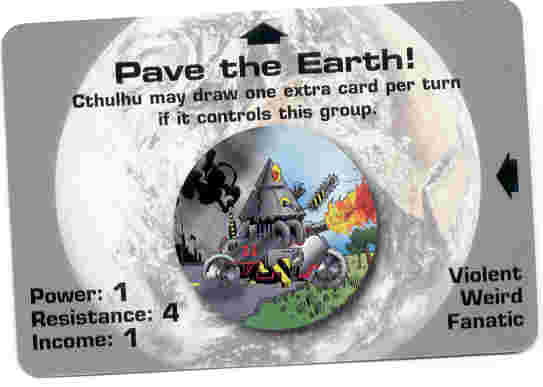 Pave the Earth!
Cthulhu may draw one extra card per turn
if it controls this group.
Power: 1
Resistance: 4
Income: 1
Violent
Weird
Fanatic